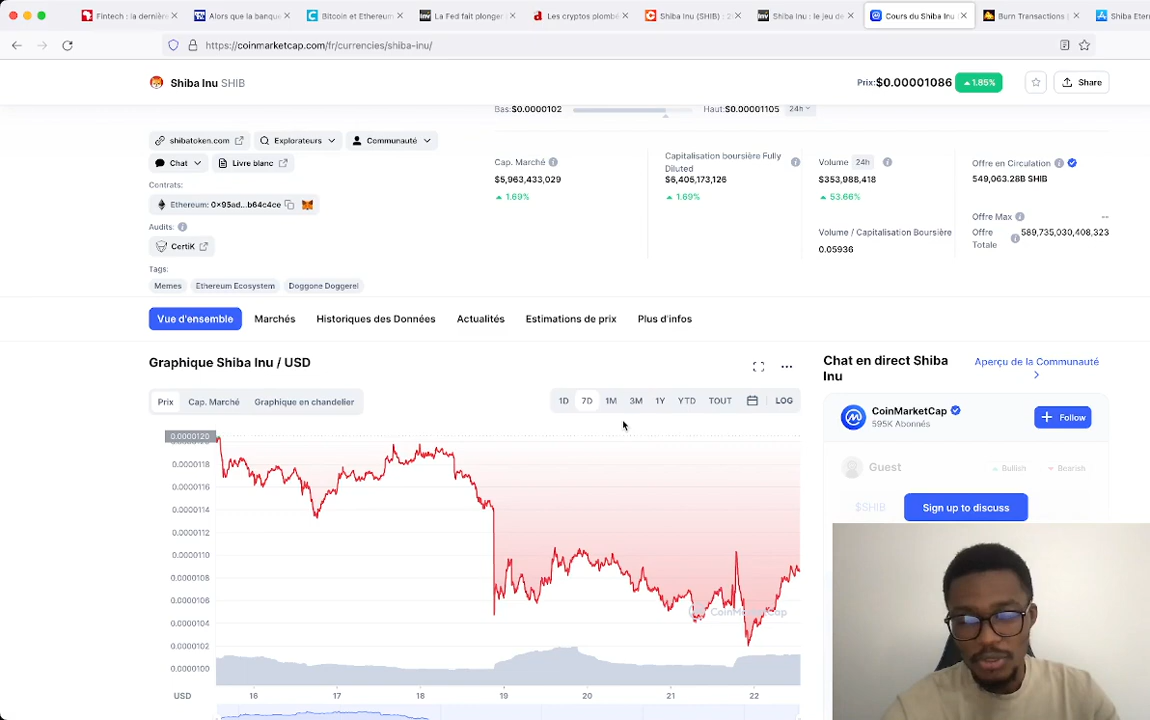 Fintech : la dernière
Alors que la banque
Bitcoin et Ethereum
La Fed fait plonger
Les cryptos plombé
Shiba Inu (SHIB) : 2
Shiba Inu : le jeu de
Cours du Shiba Inu
Burn Transactions |
Shiba Eter
https://coinmarketcap.com/fr/currencies/shiba-inu/
Shiba Inu SHIB
Prix:$0.00001086
1.85%
Share
Bas:$0.0000102
Haut:$0.00001105
24h
shibatoken.com
Explorateurs
Communauté
Chat
Livre blanc
Contrats:
Ethereum: 0x95ad...b64c4ce
Audits:
CertiK
Tags:
Memes
Ethereum Ecosystem
Doggone Doggerel
Cap. Marché
$5,963,433,029
1.69%
Capitalisation boursière Fully
Diluted
$6,405,173,126
1.69%
Volume 24h
$353,988,418
53.66%
Volume / Capitalisation Boursière
0.05936
Offre en Circulation
549,063.28B SHIB
Offre Max
--
Offre
Totale
589,735,030,408,323
Vue d'ensemble
Marchés
Historiques des Données
Actualités
Estimations de prix
Plus d'infos
Graphique Shiba Inu / USD
Prix
Cap. Marché
Graphique en chandelier
1D
7D
1M
3M
1Y
YTD
TOUT
LOG
0.0000120
0.0000118
0.0000116
0.0000114
0.0000112
0.0000110
0.0000108
0.0000106
0.0000104
0.0000102
0.0000100
USD
16
17
18
19
20
21
22
Chat en direct Shiba
Inu
Aperçu de la Communauté
CoinMarketCap
595K Abonnés
Follow
Guest
Bullish
Bearish
$SHIB
Sign up to discuss